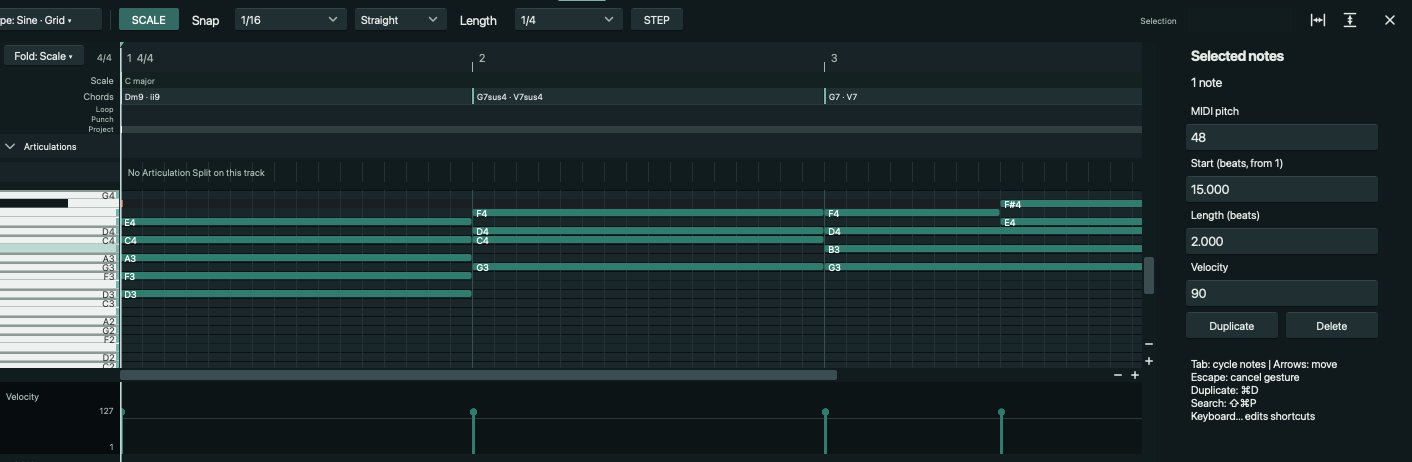 pe: Sine · Grid ▾
SCALE
Snap
1/16
Straight
Length
1/4
STEP
Selection
Fold: Scale ▾
4/4
1 4/4
2
3
Scale
C major
Chords
Dm9 · ii9
G7sus4 · V7sus4
G7 · V7
Loop
Punch
Project
Articulations
No Articulation Split on this track
G4
F#4
F4
F4
E4
E4
D4
D4
D4
C4
C4
C4
B3
A3
A3
G3
G3
G3
F3
F3
D3
D3
C3
A2
G2
F2
D2
C2
Velocity
127
1
Selected notes
1 note
MIDI pitch
48
Start (beats, from 1)
15.000
Length (beats)
2.000
Velocity
90
Duplicate
Delete
Tab: cycle notes | Arrows: move
Escape: cancel gesture
Duplicate: ⌘D
Search: ⇧⌘P
Keyboard... edits shortcuts